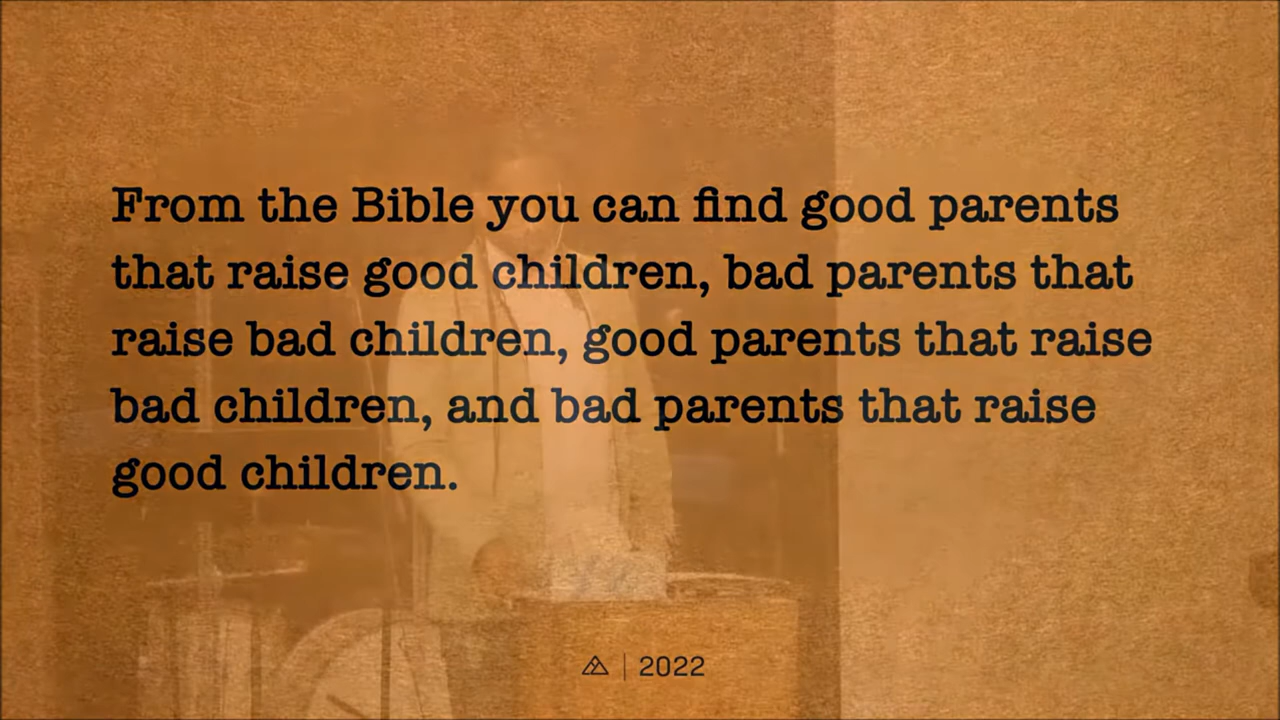 From the Bible you can find good parents
that raise good children, bad parents that
raise bad children, good parents that raise
bad children, and bad parents that raise
good children.
2022